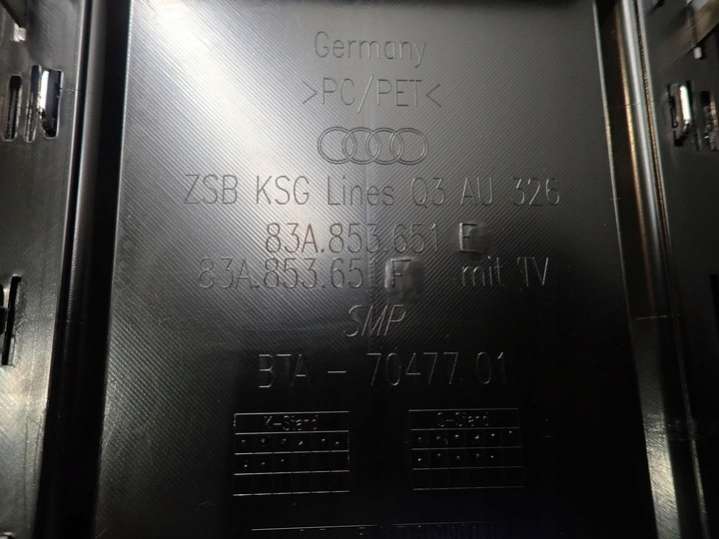 Germany
>PC/PET<
ZSB KSG Lines Q3 AU 326
83A.853.651 E
83A.853.651 F mit TV
SMP
BTA - 70477.01
K-Stand